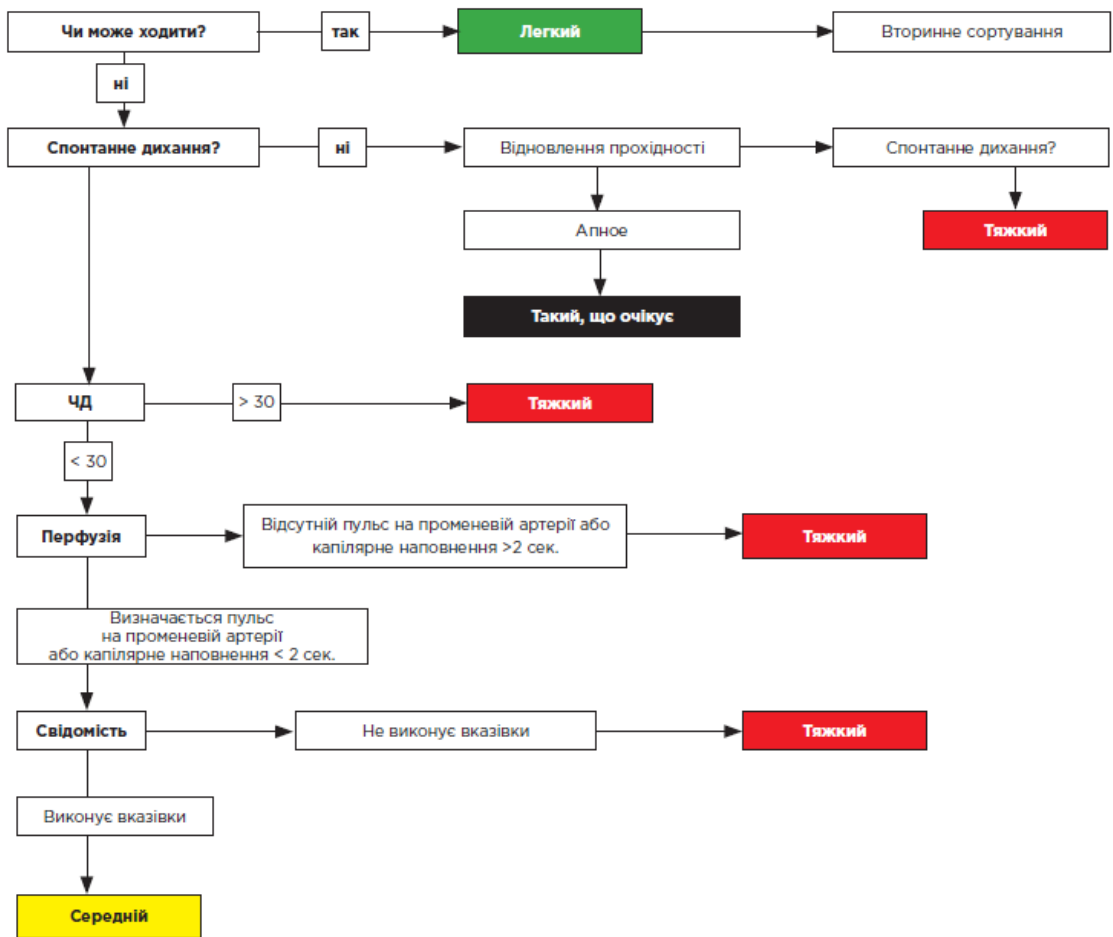 Чи може ходити?
так
Легкий
Вторинне сортування
ні
Спонтанне дихання?
ні
Відновлення прохідності
Спонтанне дихання?
Апное
Тяжкий
Такий, що очікує
ЧД
> 30
Тяжкий
< 30
Перфузія
Відсутній пульс на променевій артерії або
капілярне наповнення >2 сек.
Тяжкий
Визначається пульс
на променевій артерії
або капілярне наповнення < 2 сек.
Свідомість
Не виконує вказівки
Тяжкий
Виконує вказівки
Середній